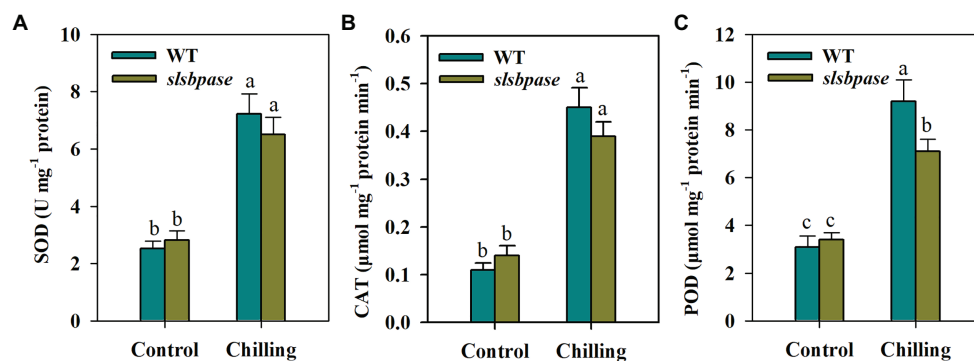 A
SOD (U mg⁻¹ protein)
10
8
6
4
2
0
WT
slsbpase
b
b
a
a
Control
Chilling
B
CAT (μmol mg⁻¹ protein min⁻¹)
0.6
0.5
0.4
0.3
0.2
0.1
0.0
WT
slsbpase
b
b
a
a
Control
Chilling
C
POD (μmol mg⁻¹ protein min⁻¹)
12
10
8
6
4
2
0
WT
slsbpase
c
c
a
b
Control
Chilling